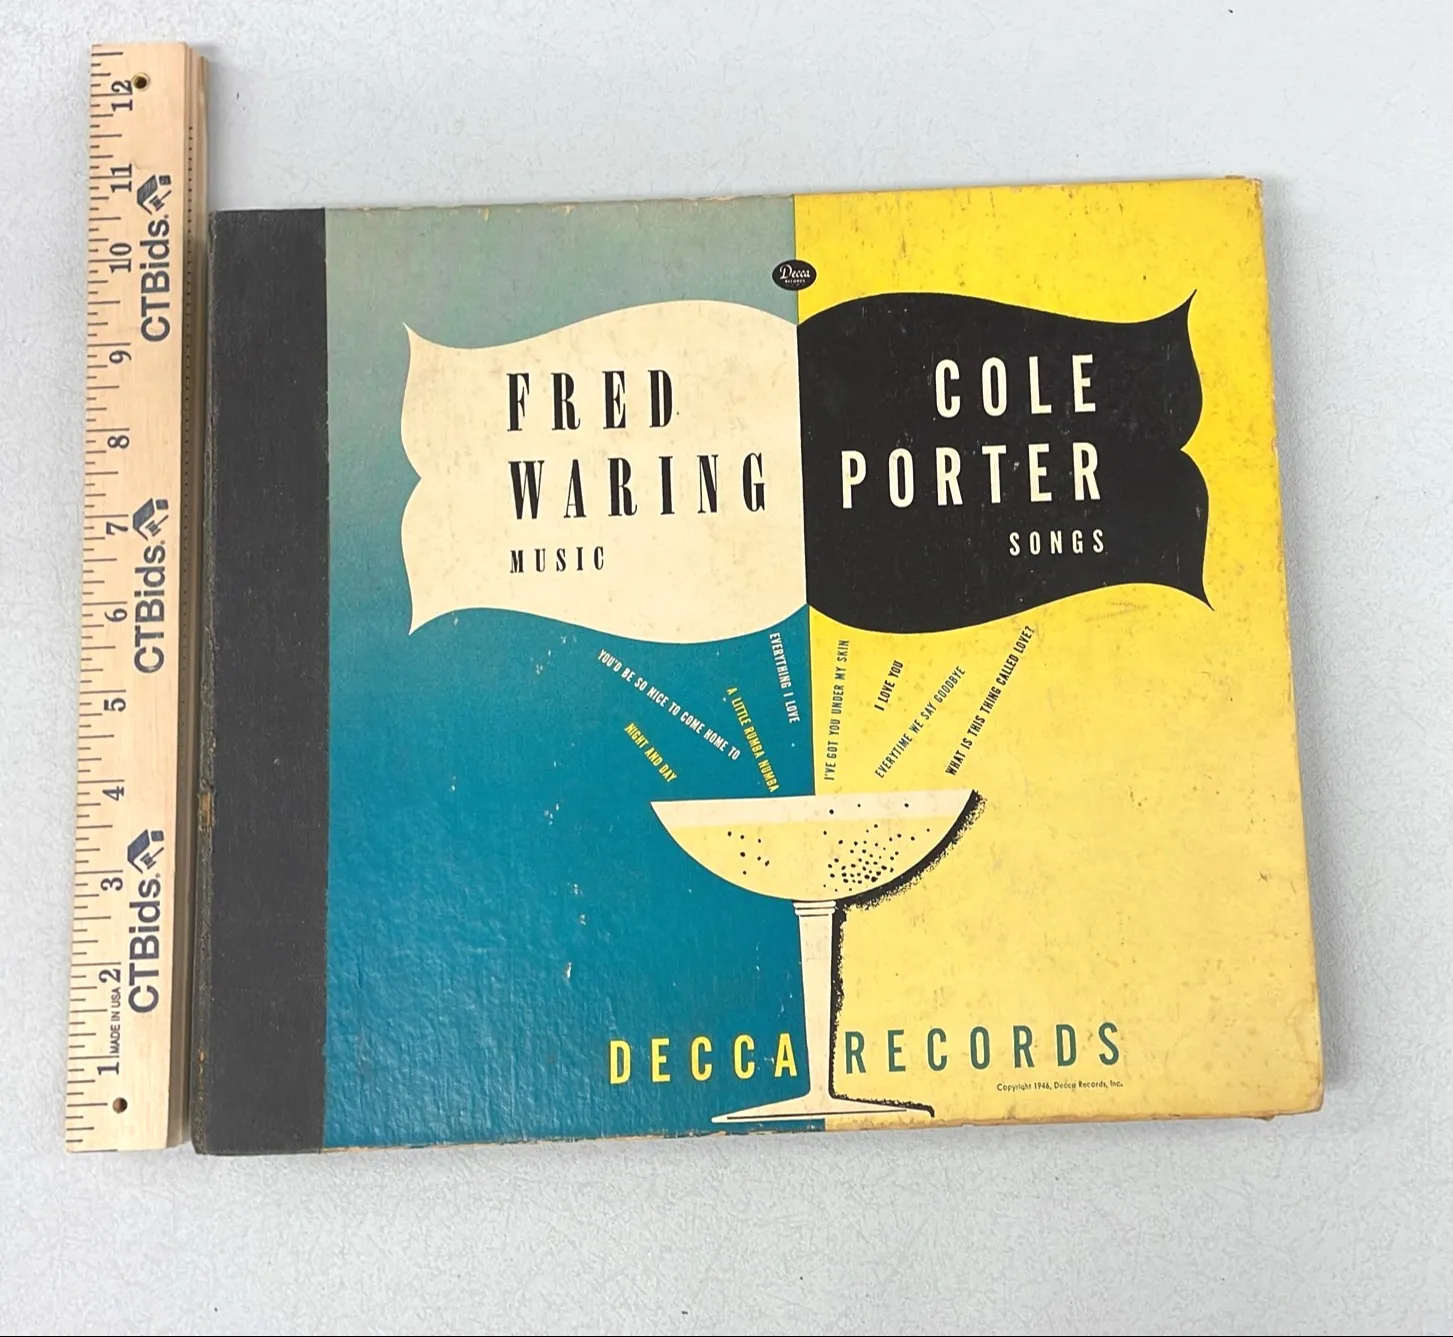 12
11
10
9
8
7
6
5
4
3
2
1
MADE IN USA
CTBids.
CTBids.
CTBids.
Decca
RECORDS
FRED
WARING
MUSIC
COLE
PORTER
SONGS
YOU'D BE SO NICE TO COME HOME TO
NIGHT AND DAY
A LITTLE RUMBA NUMBA
EVERYTHING I LOVE
I'VE GOT YOU UNDER MY SKIN
I LOVE YOU
EVERYTIME WE SAY GOODBYE
WHAT IS THIS THING CALLED LOVE?
DECCA RECORDS
Copyright 1946, Decca Records, Inc.